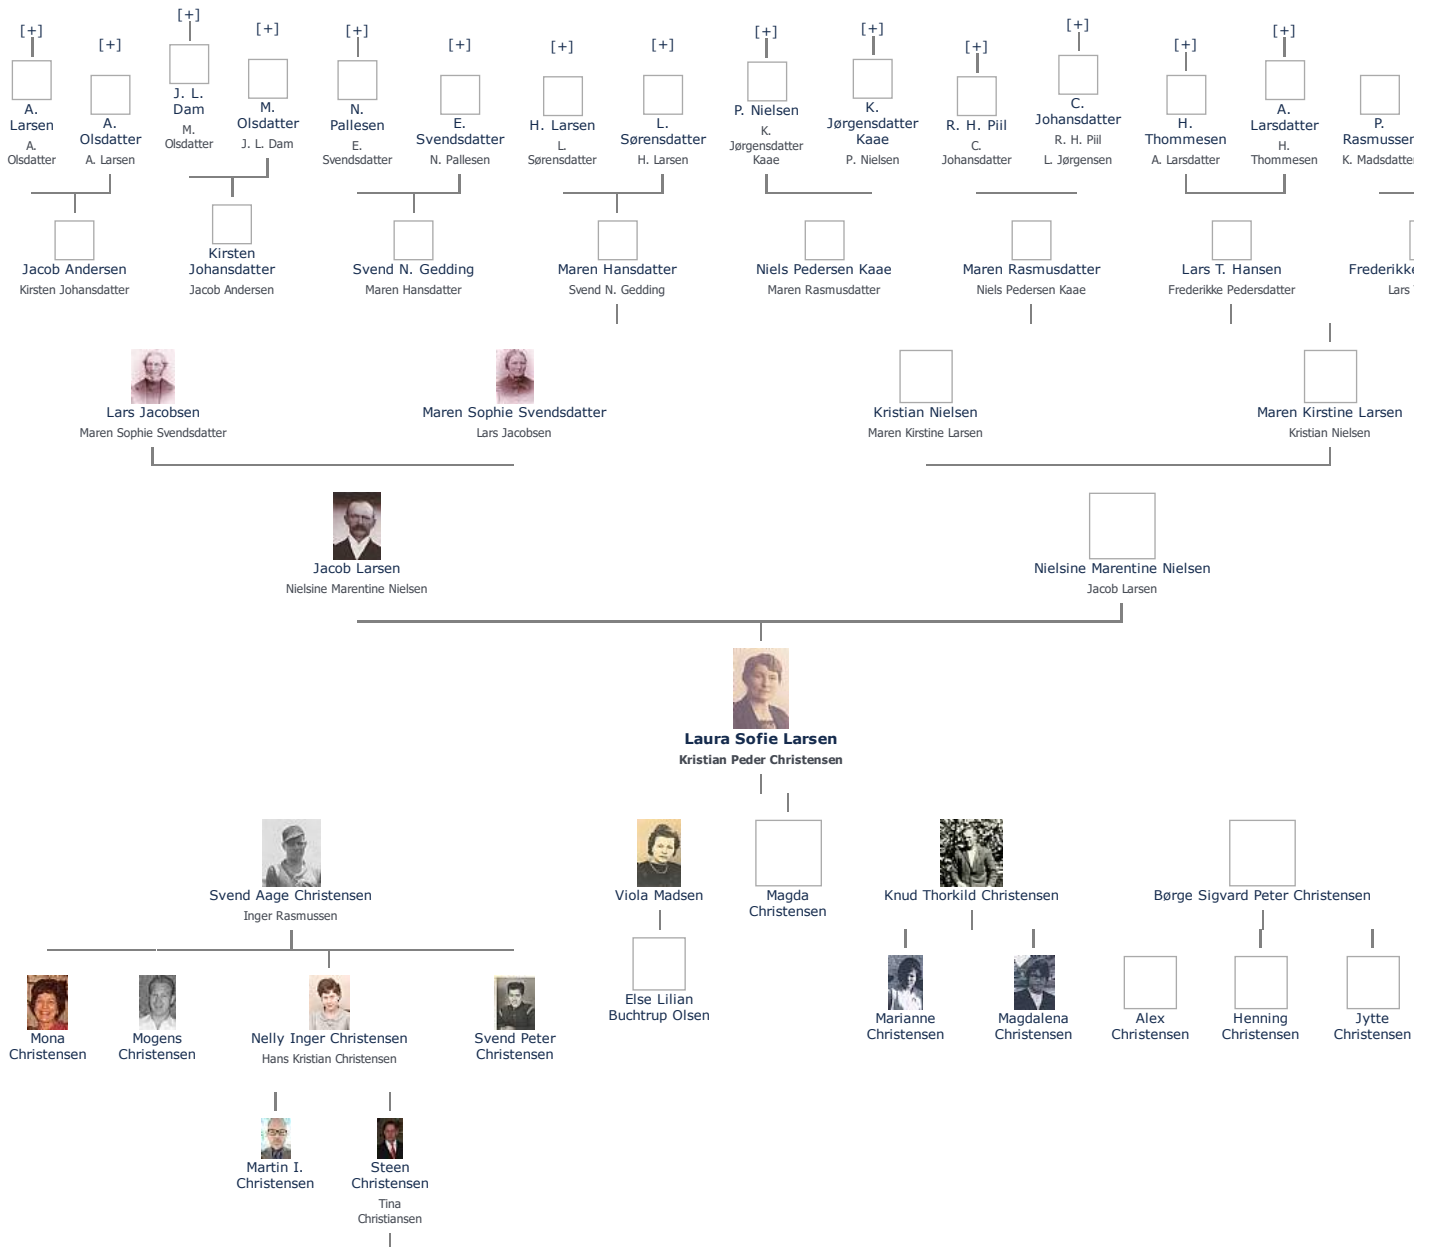 [+]
[+]
[+]
[+]
[+]
[+]
[+]
[+]
[+]
[+]
[+]
[+]
[+]
[+]
A.
Larsen
A.
Olsdatter
A.
Olsdatter
A. Larsen
J. L.
Dam
M.
Olsdatter
M.
Olsdatter
J. L. Dam
N.
Pallesen
E.
Svendsdatter
E.
Svendsdatter
N. Pallesen
H. Larsen
L.
Sørensdatter
L.
Sørensdatter
H. Larsen
P. Nielsen
K.
Jørgensdatter
Kaae
K.
Jørgensdatter
Kaae
P. Nielsen
R. H. Piil
C.
Johansdatter
C.
Johansdatter
R. H. Piil
L. Jørgensen
H.
Thommesen
A. Larsdatter
A.
Larsdatter
H.
Thommesen
P.
Rasmussen
K. Madsdatter
Jacob Andersen
Kirsten Johansdatter
Kirsten
Johansdatter
Jacob Andersen
Svend N. Gedding
Maren Hansdatter
Maren Hansdatter
Svend N. Gedding
Niels Pedersen Kaae
Maren Rasmusdatter
Maren Rasmusdatter
Niels Pedersen Kaae
Lars T. Hansen
Frederikke Pedersdatter
Frederikke
Lars
Lars Jacobsen
Maren Sophie Svendsdatter
Maren Sophie Svendsdatter
Lars Jacobsen
Kristian Nielsen
Maren Kirstine Larsen
Maren Kirstine Larsen
Kristian Nielsen
Jacob Larsen
Nielsine Marentine Nielsen
Nielsine Marentine Nielsen
Jacob Larsen
Laura Sofie Larsen
Kristian Peder Christensen
Svend Aage Christensen
Inger Rasmussen
Viola Madsen
Magda
Christensen
Knud Thorkild Christensen
Børge Sigvard Peter Christensen
Mona
Christensen
Mogens
Christensen
Nelly Inger Christensen
Hans Kristian Christensen
Svend Peter
Christensen
Else Lilian
Buchtrup Olsen
Marianne
Christensen
Magdalena
Christensen
Alex
Christensen
Henning
Christensen
Jytte
Christensen
Martin I.
Christensen
Steen
Christensen
Tina
Christiansen